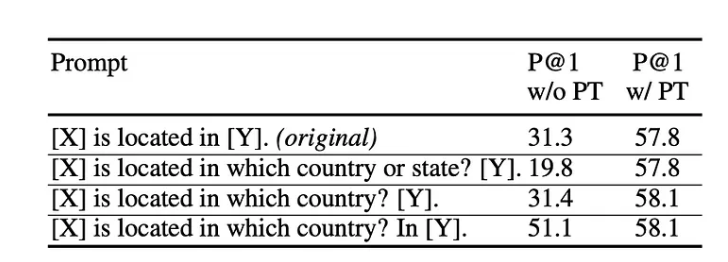 Prompt P@1 P@1
w/o PT w/ PT
[X] is located in [Y]. (original) 31.3 57.8
[X] is located in which country or state? [Y]. 19.8 57.8
[X] is located in which country? [Y]. 31.4 58.1
[X] is located in which country? In [Y]. 51.1 58.1